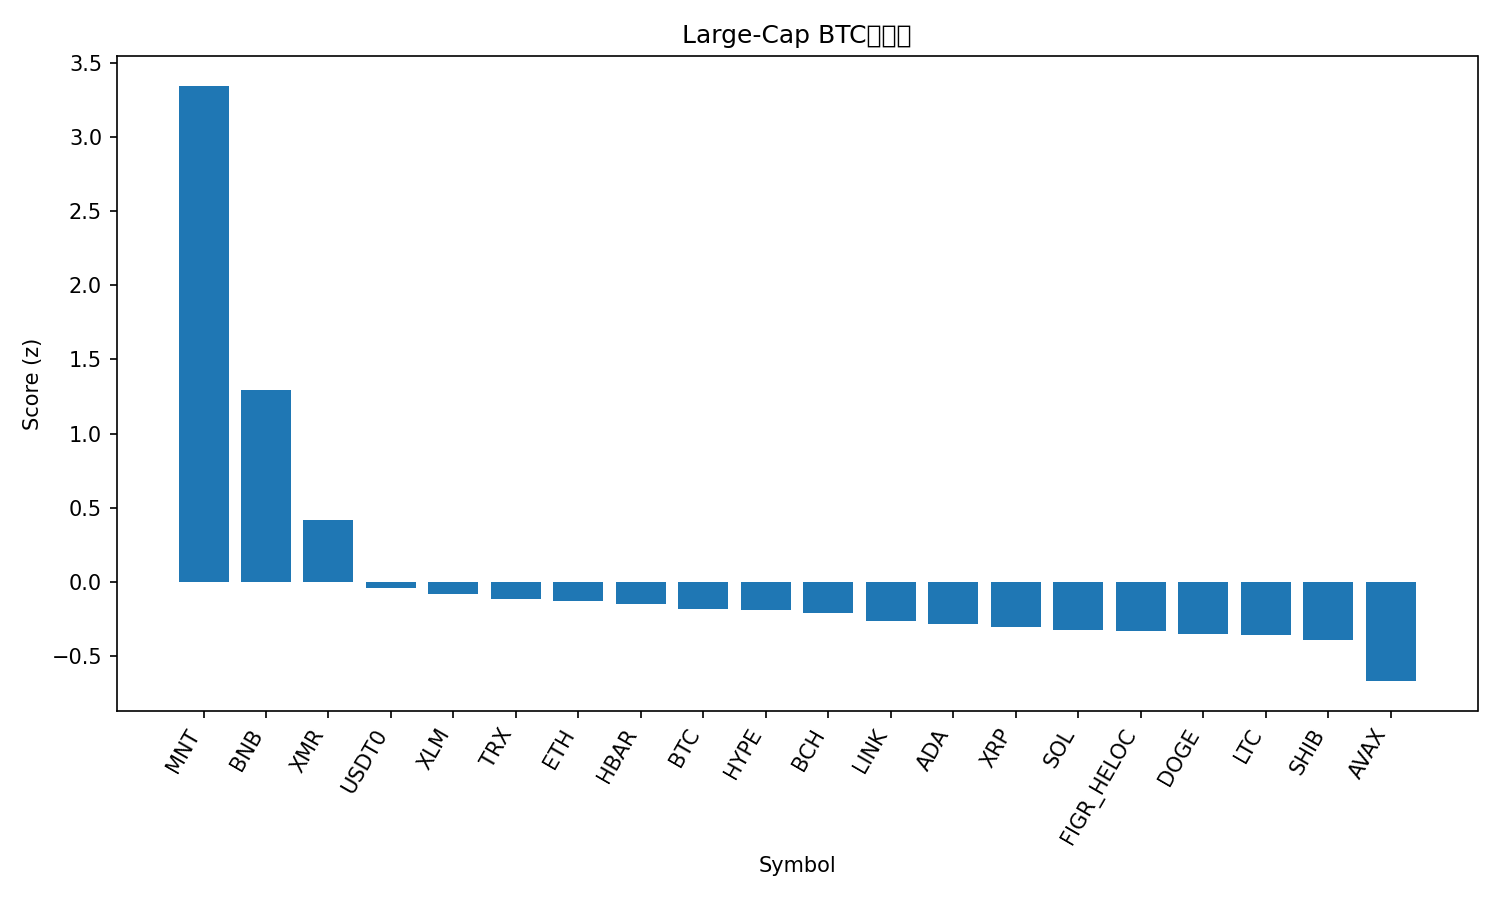 Large-Cap BTC
Score (z)
3.5
3.0
2.5
2.0
1.5
1.0
0.5
0.0
−0.5
MNT
BNB
XMR
USDT0
XLM
TRX
ETH
HBAR
BTC
HYPE
BCH
LINK
ADA
XRP
SOL
FIGR_HELOC
DOGE
LTC
SHIB
AVAX
Symbol